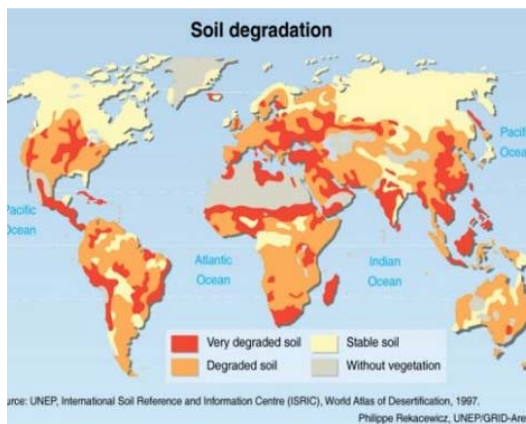 Soil degradation
Pacific
Ocean
Pacific
Ocean
Atlantic
Ocean
Indian
Ocean
Very degraded soil
Stable soil
Degraded soil
Without vegetation
urce: UNEP, International Soil Reference and Information Centre (ISRIC), World Atlas of Desertification, 1997.
Philippe Rekacewicz, UNEP/GRID-Are